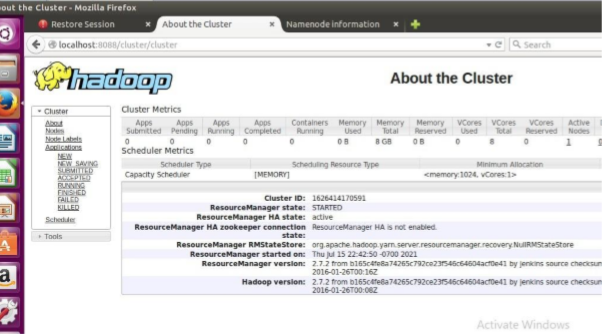 out the Cluster - Mozilla Firefox
Restore Session × About the Cluster × Namenode information ×
localhost:8088/cluster/cluster Search
hadoop About the Cluster
Cluster
About
Nodes
Node Labels
Applications
NEW
NEW_SAVING
SUBMITTED
ACCEPTED
RUNNING
FINISHED
FAILED
KILLED
Scheduler
Tools
Cluster Metrics
Apps Submitted Apps Pending Apps Running Apps Completed Containers Running Memory Used Memory Total Memory Reserved VCores Used VCores Total VCores Reserved Active Nodes
0 0 0 0 0 0 B 8 GB 0 B 0 8 0 1 0
Scheduler Metrics
Scheduler Type Scheduling Resource Type Minimum Allocation
Capacity Scheduler [MEMORY] <memory:1024, vCores:1>
Cluster ID: 1626414170591
ResourceManager state: STARTED
ResourceManager HA state: active
ResourceManager HA zookeeper connection state: ResourceManager HA is not enabled.
ResourceManager RMStateStore: org.apache.hadoop.yarn.server.resourcemanager.recovery.NullRMStateStore
ResourceManager started on: Thu Jul 15 22:42:50 -0700 2021
ResourceManager version: 2.7.2 from b165c4fe8a74265c792ce23f546c64604acf0e41 by jenkins source checksum
2016-01-26T00:16Z
Hadoop version: 2.7.2 from b165c4fe8a74265c792ce23f546c64604acf0e41 by jenkins source checksum
2016-01-26T00:08Z
Activate Windows